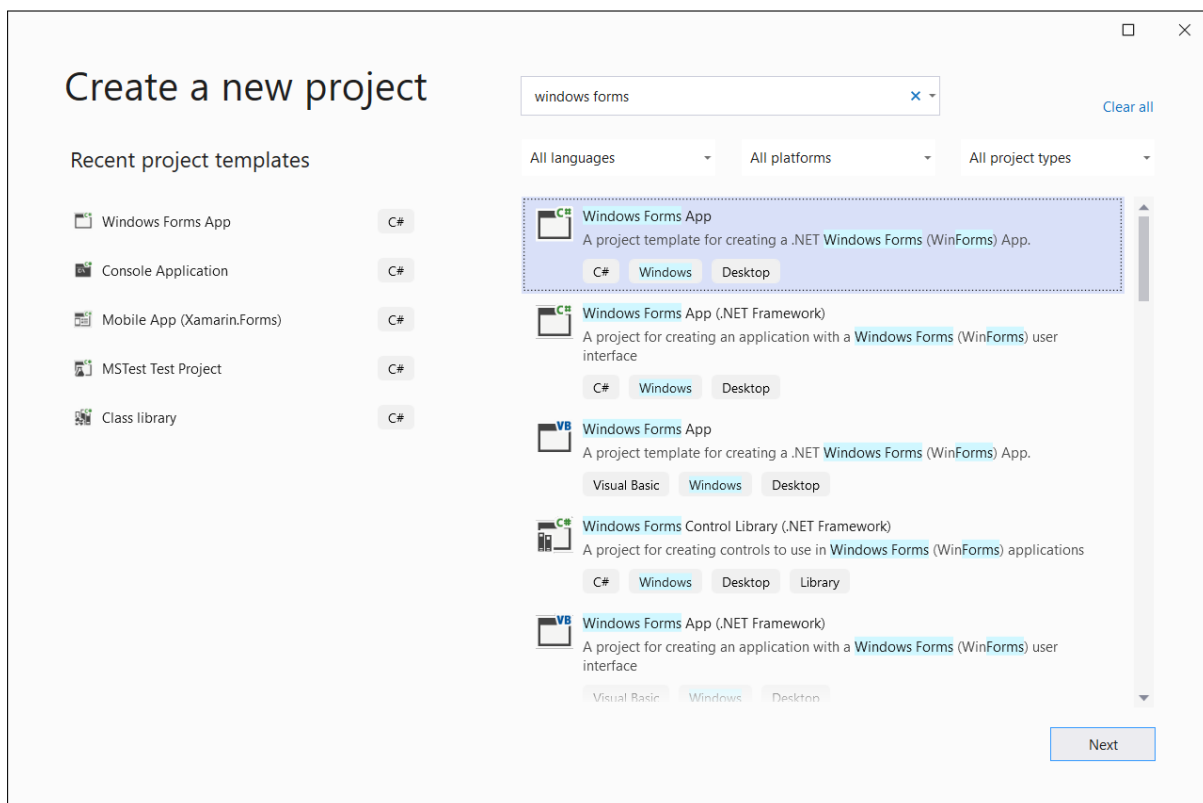 Create a new project
windows forms
Clear all
Recent project templates
All languages
All platforms
All project types
Windows Forms App
C#
Console Application
C#
Mobile App (Xamarin.Forms)
C#
MSTest Test Project
C#
Class library
C#
C#
Windows Forms App
A project template for creating a .NET Windows Forms (WinForms) App.
C#
Windows
Desktop
C#
Windows Forms App (.NET Framework)
A project for creating an application with a Windows Forms (WinForms) user
interface
C#
Windows
Desktop
VB
Windows Forms App
A project template for creating a .NET Windows Forms (WinForms) App.
Visual Basic
Windows
Desktop
C#
Windows Forms Control Library (.NET Framework)
A project for creating controls to use in Windows Forms (WinForms) applications
C#
Windows
Desktop
Library
VB
Windows Forms App (.NET Framework)
A project for creating an application with a Windows Forms (WinForms) user
interface
Visual Basic
Windows
Desktop
Next